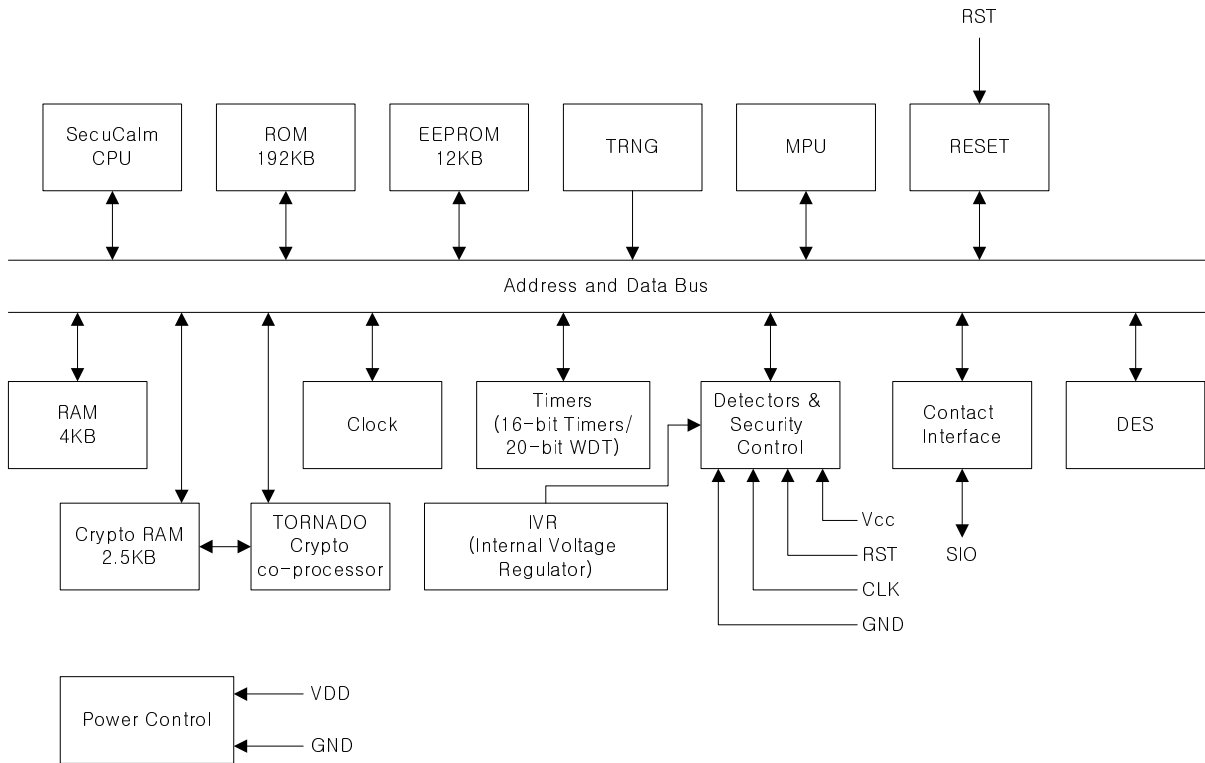 RST
SecuCalm
CPU
ROM
192KB
EEPROM
12KB
TRNG
MPU
RESET
Address and Data Bus
RAM
4KB
Clock
Timers
(16-bit Timers/
20-bit WDT)
Detectors &
Security
Control
Contact
Interface
DES
Crypto RAM
2.5KB
TORNADO
Crypto
co-processor
IVR
(Internal Voltage
Regulator)
Vcc
RST
CLK
GND
SIO
Power Control
VDD
GND